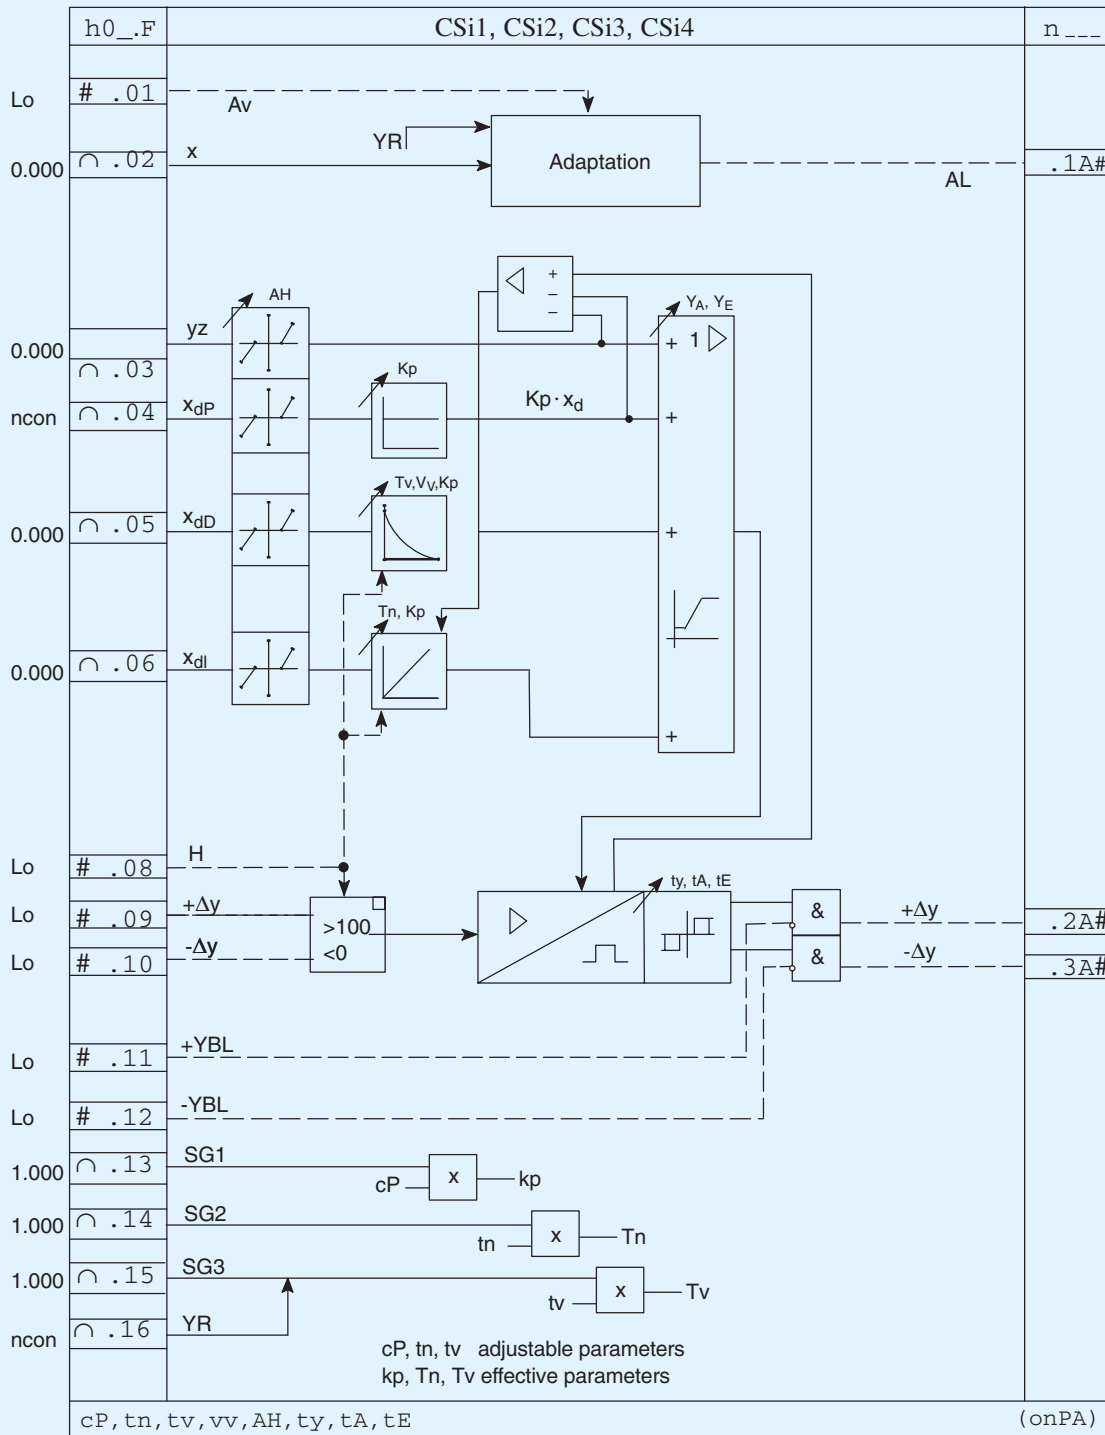 h0_.F CSi1, CSi2, CSi3, CSi4 n___
Lo # .01 Av
YR
0.000 ∩ .02 x Adaptation AL .1A#
+
−
−
AH
YA, YE
0.000 ∩ .03 yz + 1
Kp
ncon ∩ .04 xdP Kp · xd +
Tv,VV,Kp
0.000 ∩ .05 xdD +
Tn, Kp
0.000 ∩ .06 xdI
+
Lo # .08 H
ty, tA, tE
Lo # .09 +Δy >100 & +Δy .2A#
Lo # .10 -Δy <0 & -Δy .3A#
Lo # .11 +YBL
Lo # .12 -YBL
1.000 ∩ .13 SG1 cP x kp
1.000 ∩ .14 SG2 tn x Tn
1.000 ∩ .15 SG3 tv x Tv
ncon ∩ .16 YR
cP, tn, tv adjustable parameters
kp, Tn, Tv effective parameters
cP,tn,tv,vv,AH,ty,tA,tE (onPA)